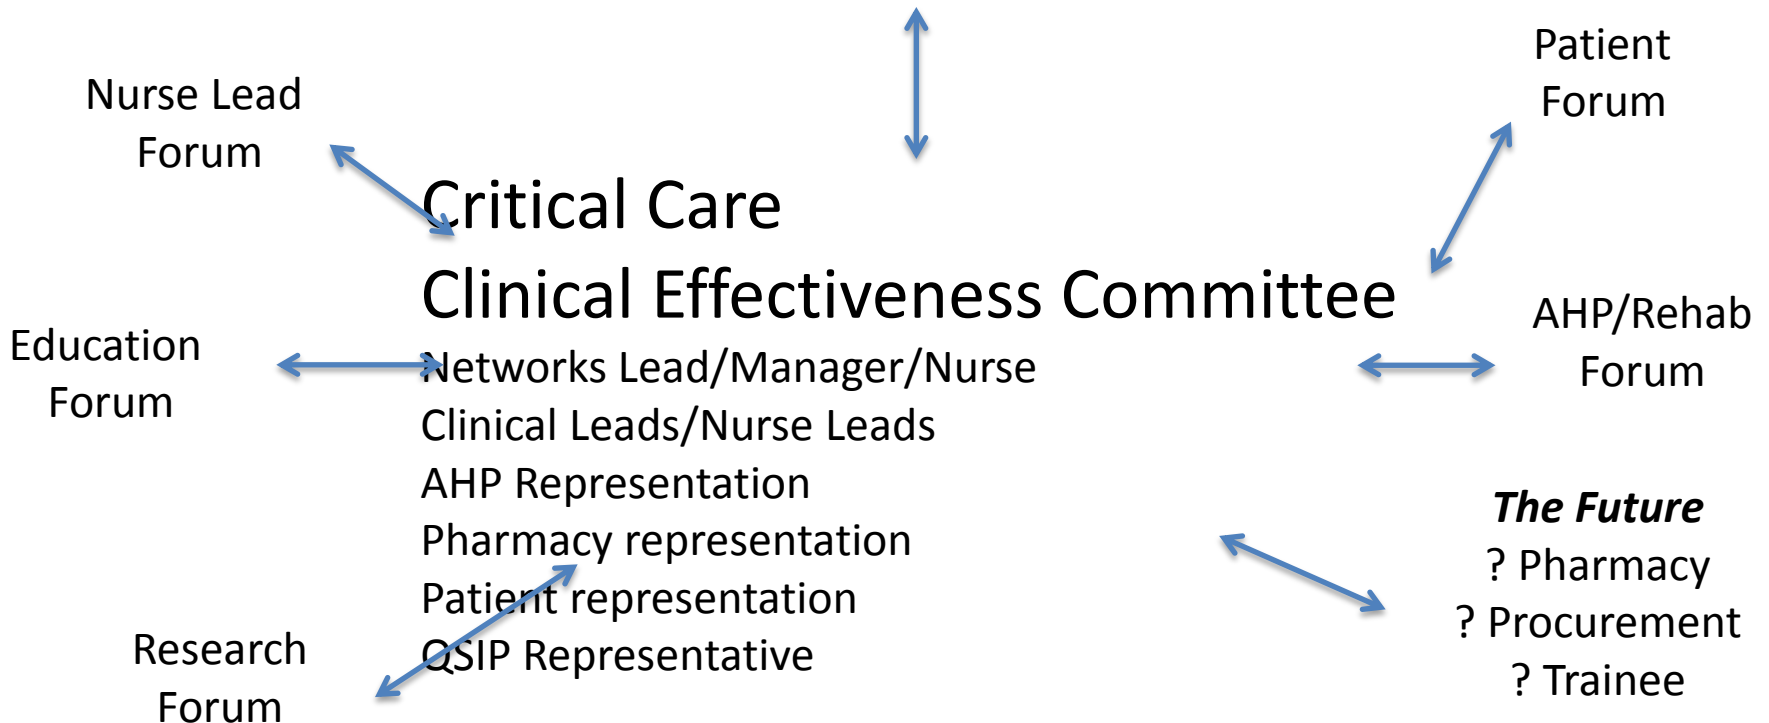 Patient
Forum
Nurse Lead
Forum
Critical Care
Clinical Effectiveness Committee
Education
Forum
Networks Lead/Manager/Nurse
Clinical Leads/Nurse Leads
AHP Representation
Pharmacy representation
Patient representation
QSIP Representative
AHP/Rehab
Forum
The Future
? Pharmacy
? Procurement
? Trainee
Research
Forum